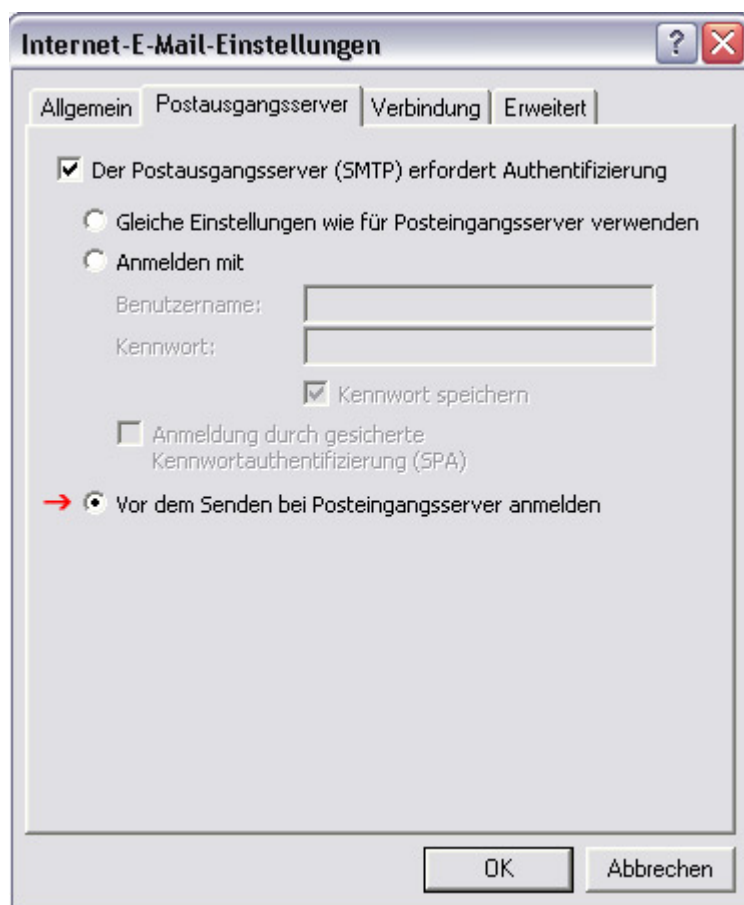 Internet-E-Mail-Einstellungen
Allgemein Postausgangsserver Verbindung Erweitert
Der Postausgangsserver (SMTP) erfordert Authentifizierung
Gleiche Einstellungen wie für Posteingangsserver verwenden
Anmelden mit
Benutzername:
Kennwort:
Kennwort speichern
Anmeldung durch gesicherte
Kennwortauthentifizierung (SPA)
Vor dem Senden bei Posteingangsserver anmelden
OK Abbrechen